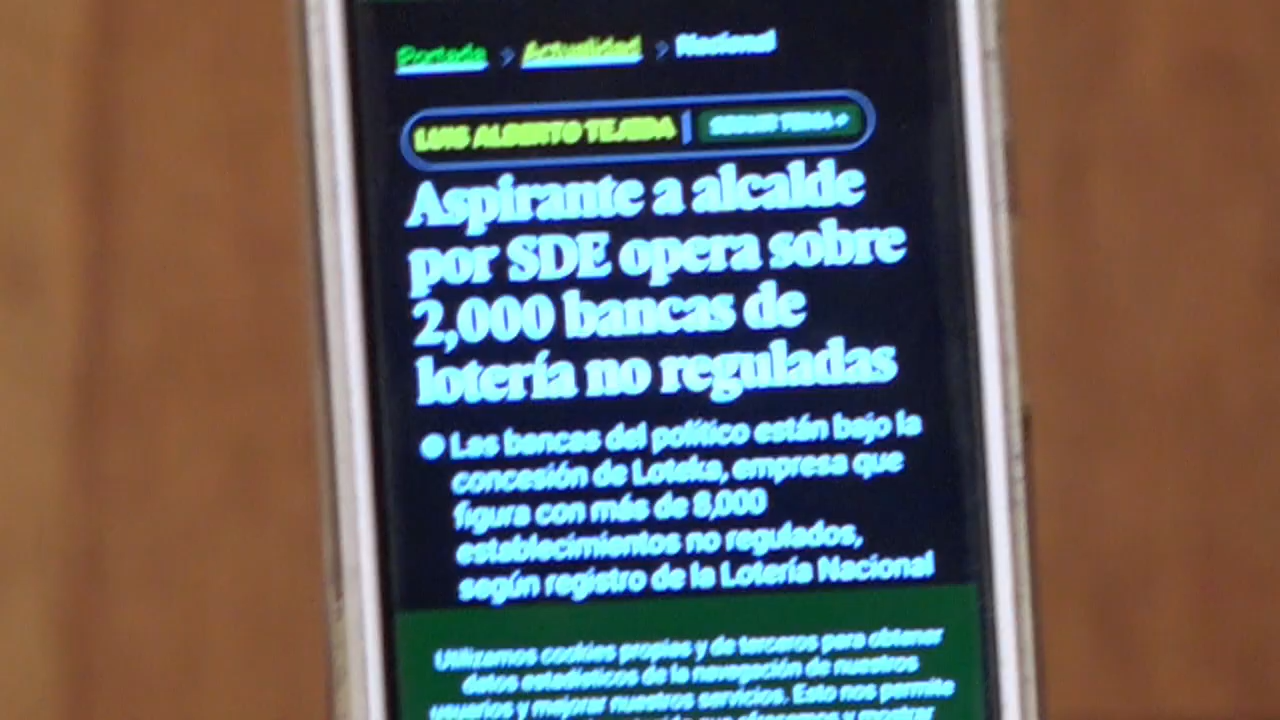 Portada > Actualidad > Nacional
LUIS ALBERTO TEJEDA | SEGUIR TEMA +
Aspirante a alcalde
por SDE opera sobre
2,000 bancas de
lotería no reguladas
Las bancas del político están bajo la
concesión de Loteka, empresa que
figura con más de 8,000
establecimientos no regulados,
según registro de la Lotería Nacional
Utilizamos cookies propias y de terceros para obtener
datos estadísticos de la navegación de nuestros
usuarios y mejorar nuestros servicios. Esto nos permite